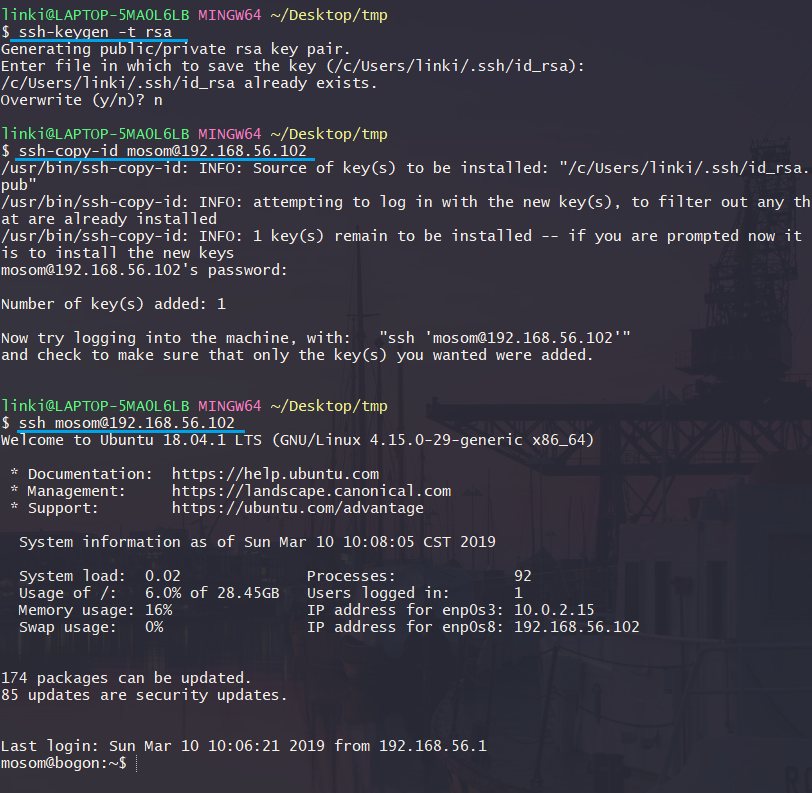 linki@LAPTOP-5MAOL6LB MINGW64 ~/Desktop/tmp
$ ssh-keygen -t rsa
Generating public/private rsa key pair.
Enter file in which to save the key (/c/Users/linki/.ssh/id_rsa):
/c/Users/linki/.ssh/id_rsa already exists.
Overwrite (y/n)? n
linki@LAPTOP-5MAOL6LB MINGW64 ~/Desktop/tmp
$ ssh-copy-id mosom@192.168.56.102
/usr/bin/ssh-copy-id: INFO: Source of key(s) to be installed: "/c/Users/linki/.ssh/id_rsa.
pub"
/usr/bin/ssh-copy-id: INFO: attempting to log in with the new key(s), to filter out any th
at are already installed
/usr/bin/ssh-copy-id: INFO: 1 key(s) remain to be installed -- if you are prompted now it
is to install the new keys
mosom@192.168.56.102's password:
Number of key(s) added: 1
Now try logging into the machine, with:   "ssh 'mosom@192.168.56.102'"
and check to make sure that only the key(s) you wanted were added.
linki@LAPTOP-5MAOL6LB MINGW64 ~/Desktop/tmp
$ ssh mosom@192.168.56.102
Welcome to Ubuntu 18.04.1 LTS (GNU/Linux 4.15.0-29-generic x86_64)
* Documentation:  https://help.ubuntu.com
* Management:     https://landscape.canonical.com
* Support:        https://ubuntu.com/advantage
System information as of Sun Mar 10 10:08:05 CST 2019
System load:  0.02               Processes:             92
Usage of /:   6.0% of 28.45GB   Users logged in:       1
Memory usage: 16%               IP address for enp0s3: 10.0.2.15
Swap usage:   0%                IP address for enp0s8: 192.168.56.102
174 packages can be updated.
85 updates are security updates.
Last login: Sun Mar 10 10:06:21 2019 from 192.168.56.1
mosom@bogon:~$